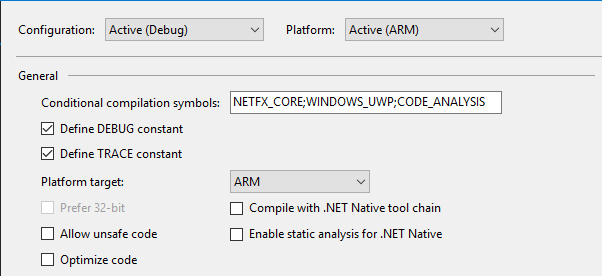 Configuration: Active (Debug) Platform: Active (ARM)
General
Conditional compilation symbols: NETFX_CORE;WINDOWS_UWP;CODE_ANALYSIS
Define DEBUG constant
Define TRACE constant
Platform target: ARM
Prefer 32-bit Compile with .NET Native tool chain
Allow unsafe code Enable static analysis for .NET Native
Optimize code